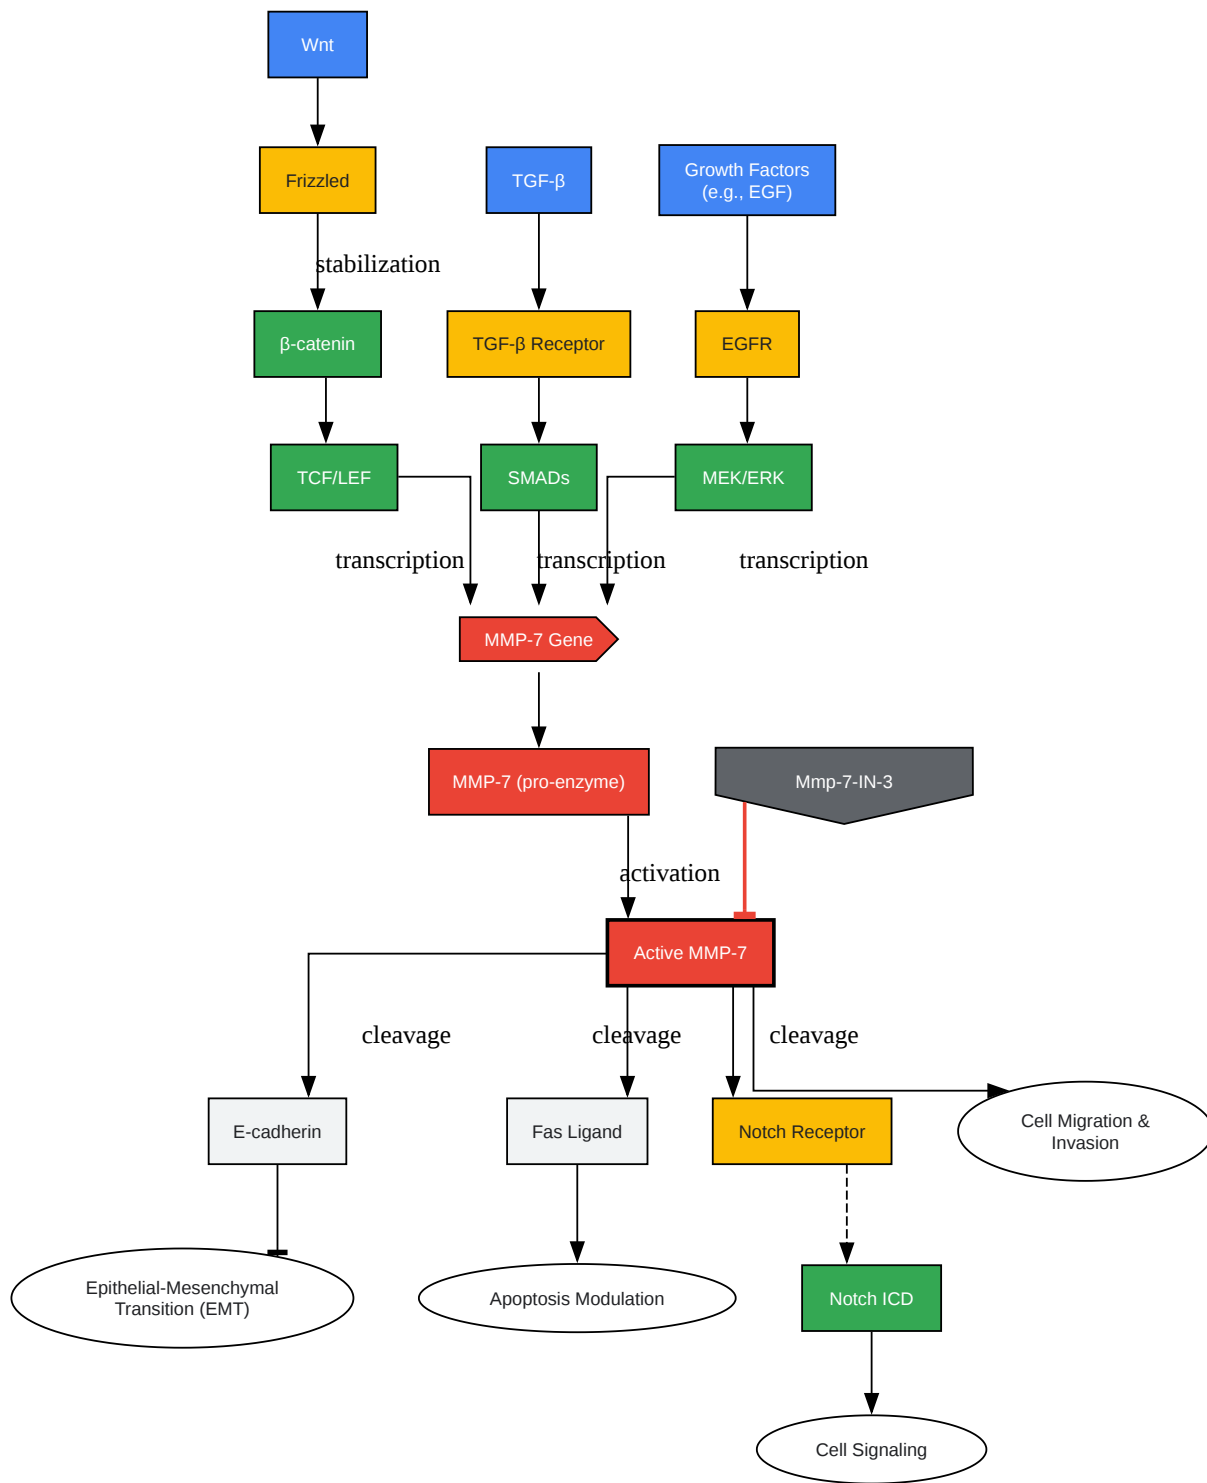 Wnt
Frizzled
TGF-β
Growth Factors
(e.g., EGF)
stabilization
β-catenin
TGF-β Receptor
EGFR
TCF/LEF
SMADs
MEK/ERK
transcription
transcription
transcription
MMP-7 Gene
MMP-7 (pro-enzyme)
Mmp-7-IN-3
activation
Active MMP-7
cleavage
cleavage
cleavage
E-cadherin
Fas Ligand
Notch Receptor
Cell Migration &
Invasion
Epithelial-Mesenchymal
Transition (EMT)
Apoptosis Modulation
Notch ICD
Cell Signaling